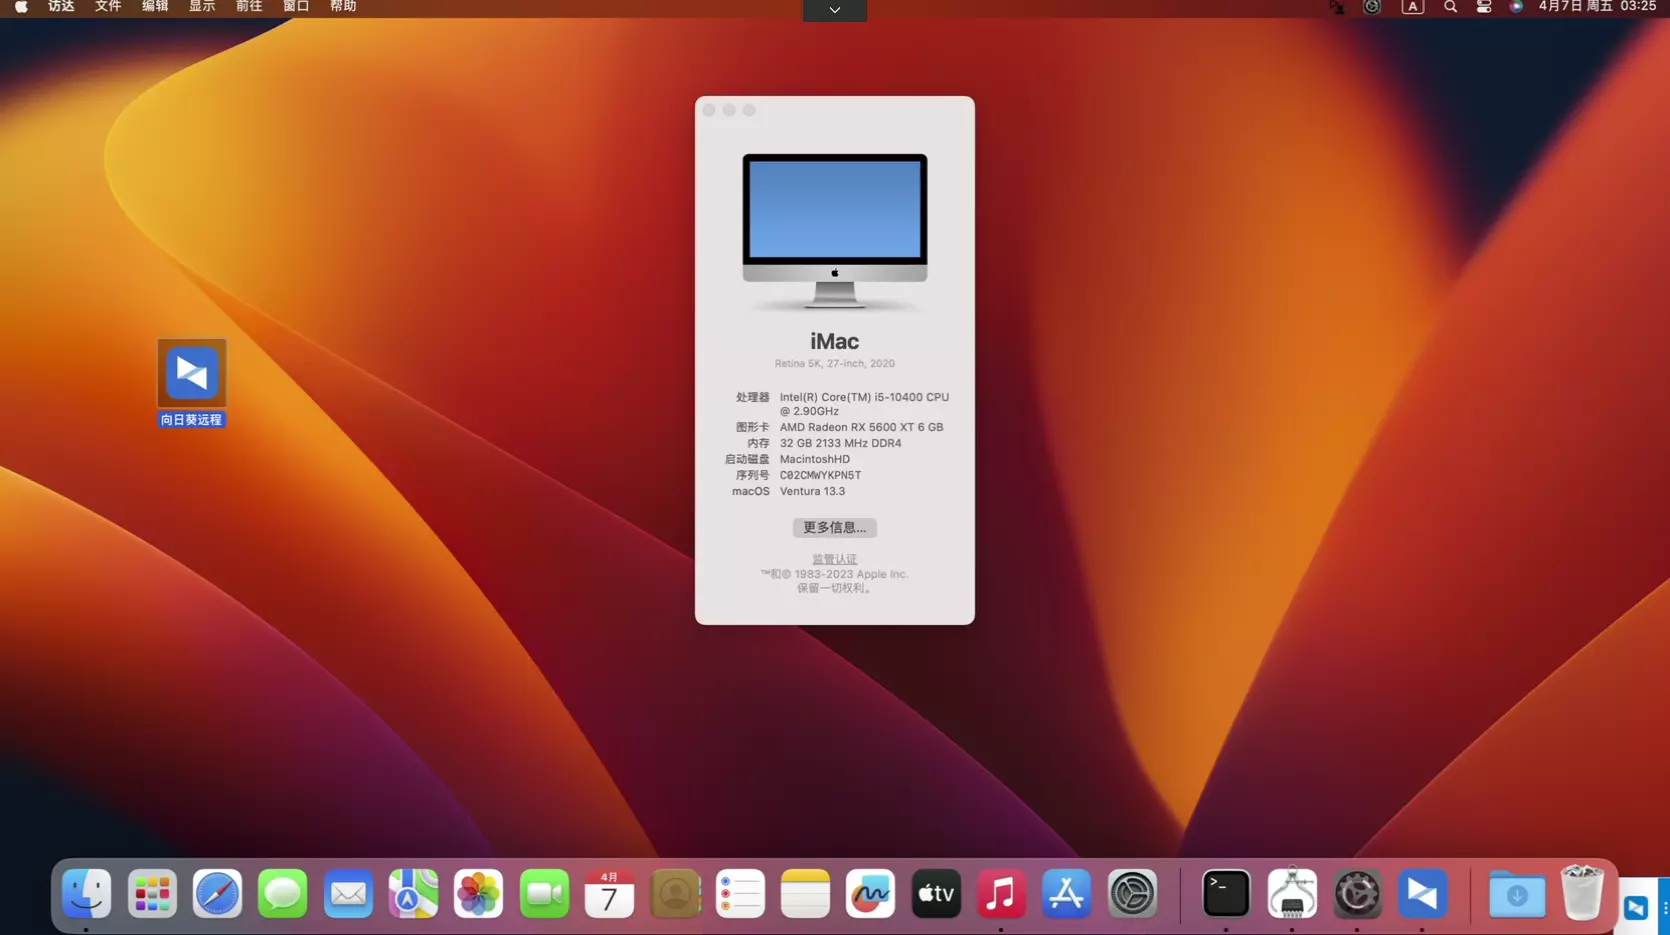 访达 文件 编辑 显示 前往 窗口 帮助
A 4月7日 周五 03:25
iMac
Retina 5K, 27-inch, 2020
处理器 Intel(R) Core(TM) i5-10400 CPU
@ 2.90GHz
图形卡 AMD Radeon RX 5600 XT 6 GB
内存 32 GB 2133 MHz DDR4
启动磁盘 MacintoshHD
序列号 C02CMWYKPN5T
macOS Ventura 13.3
更多信息...
监管认证
™和© 1983-2023 Apple Inc.
保留一切权利。
向日葵远程
4月
7
tv
>_